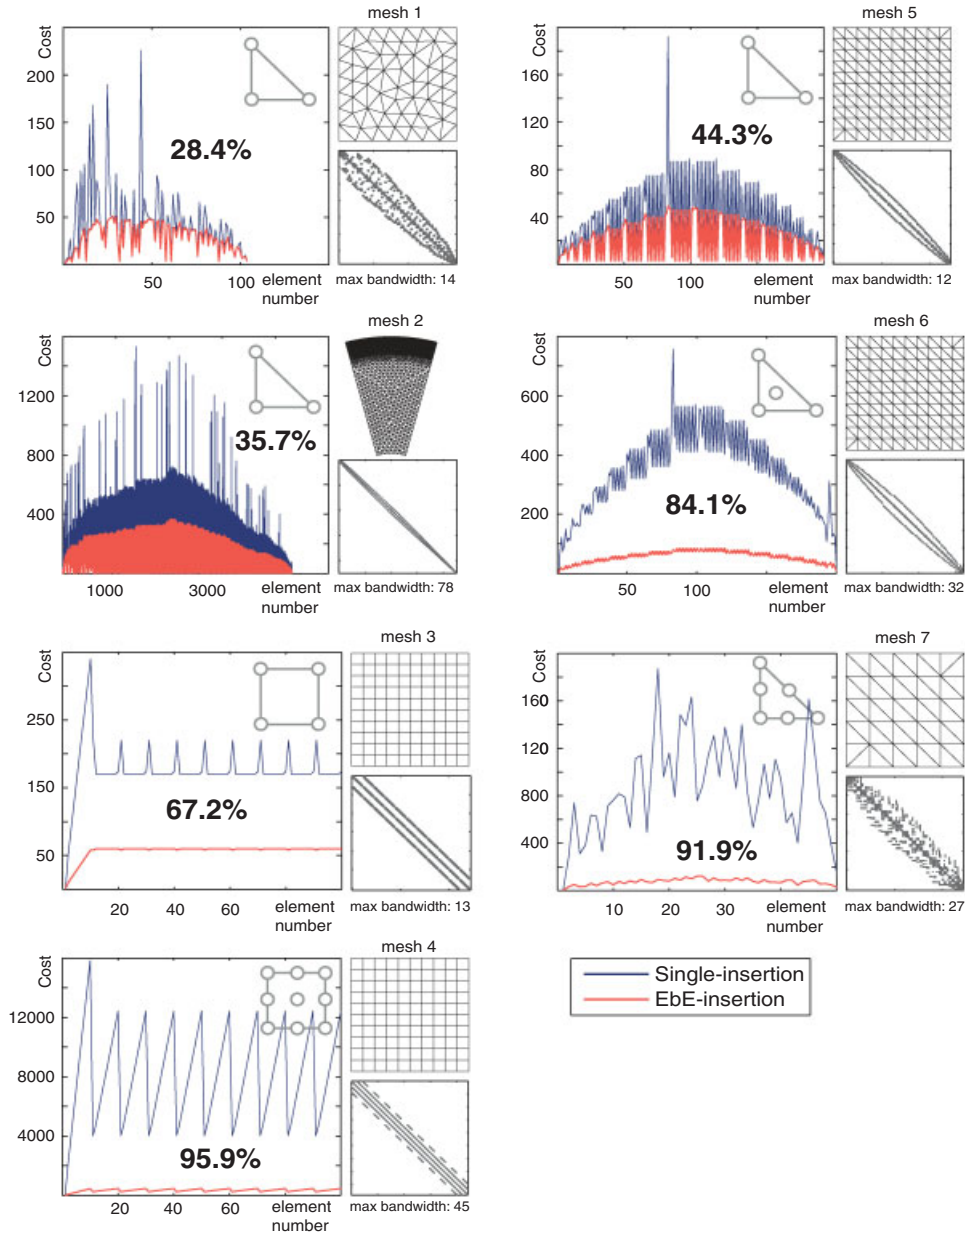 mesh 1
Cost
200
150
100
50
28.4%
50
100
element
number
max bandwidth: 14
mesh 2
Cost
1200
800
400
35.7%
1000
3000
element
number
max bandwidth: 78
mesh 3
Cost
250
150
50
67.2%
20
40
60
element
number
max bandwidth: 13
mesh 4
Cost
12000
8000
4000
95.9%
20
40
60
element
number
max bandwidth: 45
mesh 5
Cost
160
120
80
40
44.3%
50
100
element
number
max bandwidth: 12
mesh 6
Cost
600
400
200
84.1%
50
100
element
number
max bandwidth: 32
mesh 7
Cost
160
120
800
400
91.9%
10
20
30
element
number
max bandwidth: 27
Single-insertion
EbE-insertion